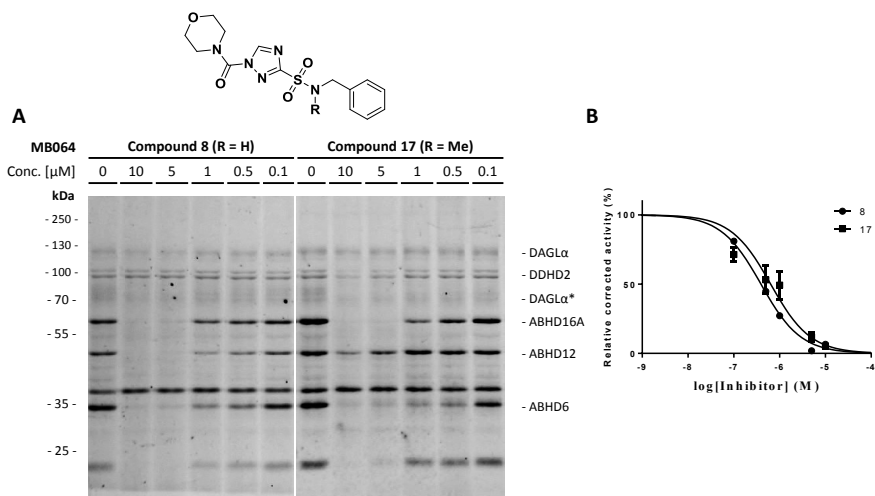 O
N
N
N
N
O
O
S
O
N
R
A
B
MB064 Compound 8 (R = H) Compound 17 (R = Me)
Conc. [μM] 0 10 5 1 0.5 0.1 0 10 5 1 0.5 0.1
kDa
- 250 -
- 130 - - DAGLα
- 100 - - DDHD2
- 70 - - DAGLα*
- ABHD16A
- 55 -
- ABHD12
- 35 - - ABHD6
- 25 -
8
17
Relative corrected activity (%)
100
50
0
-9 -8 -7 -6 -5 -4
log[Inhibitor] (M)